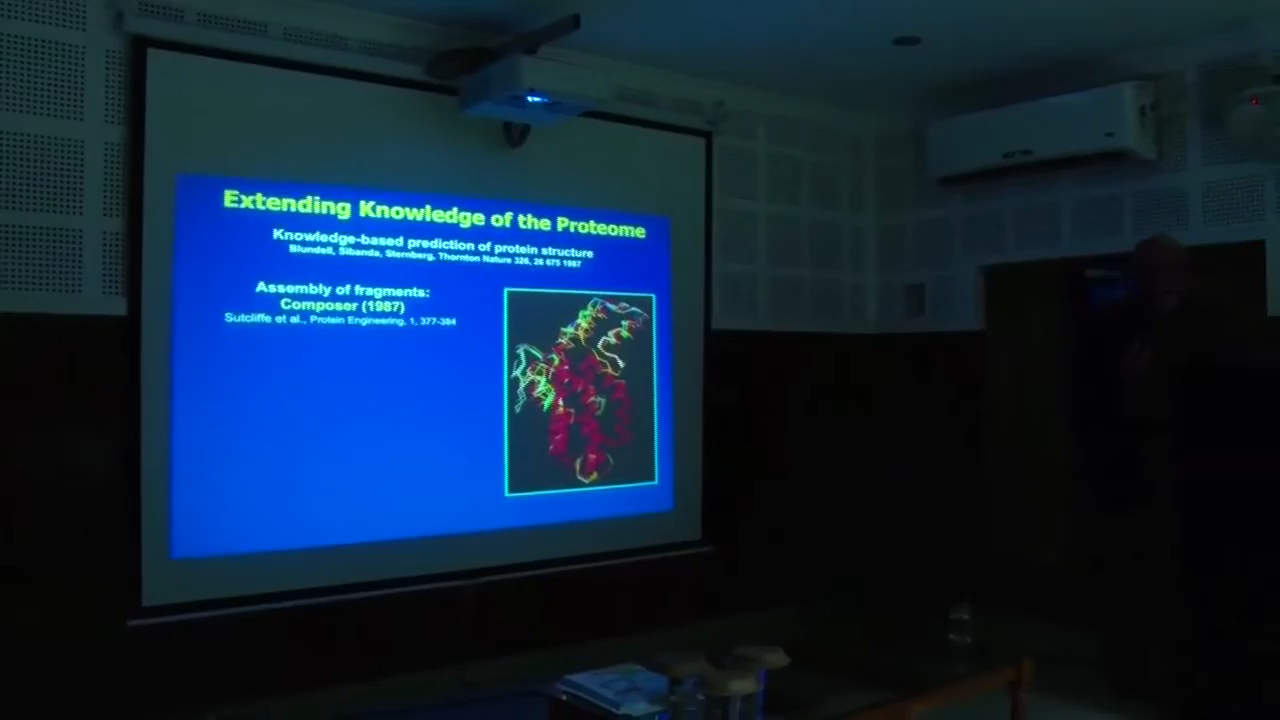 Extending Knowledge of the Proteome
Knowledge-based prediction of protein structure
Blundell, Sibanda, Sternberg, Thornton Nature 326, 26 675 1987
Assembly of fragments:
Composer (1987)
Sutcliffe et al., Protein Engineering, 1, 377-384